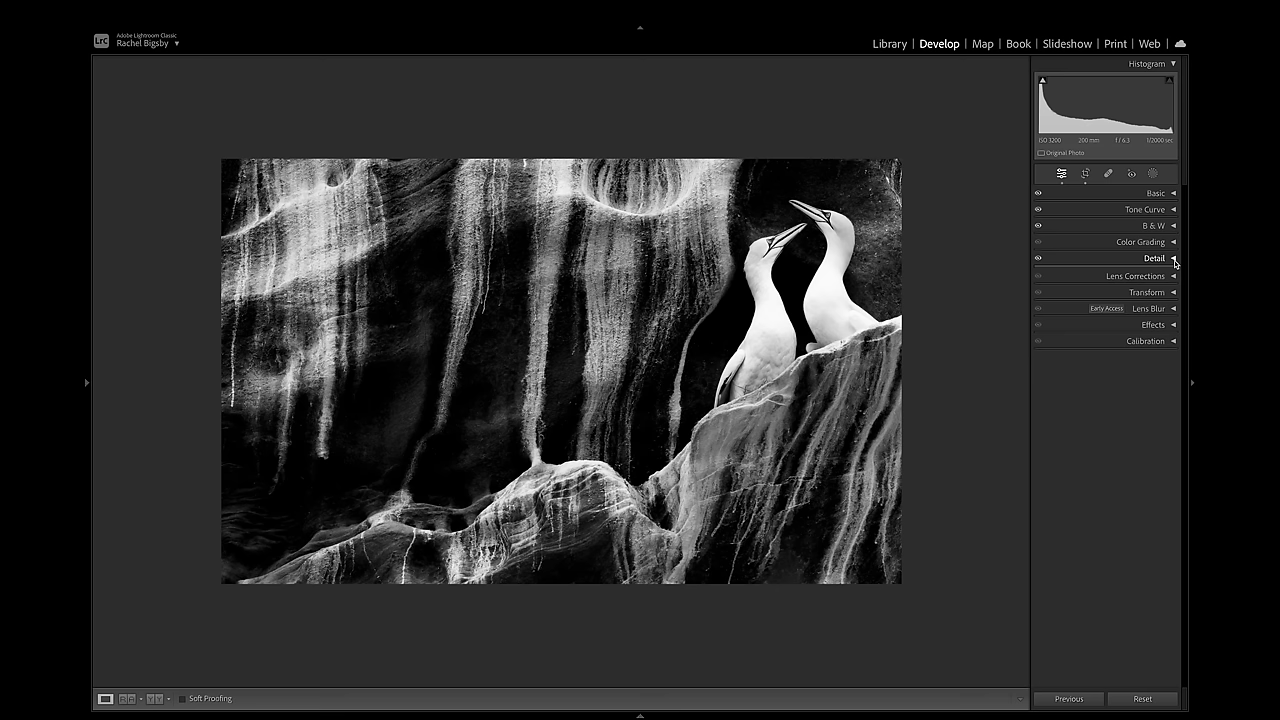 LrC
Adobe Lightroom Classic
Rachel Bigsby
Library | Develop | Map | Book | Slideshow | Print | Web |
Histogram
ISO 3200 200 mm f / 6.3 1/2000 sec
Original Photo
Basic
Tone Curve
B & W
Color Grading
Detail
Lens Corrections
Transform
Early Access Lens Blur
Effects
Calibration
Soft Proofing
Previous Reset